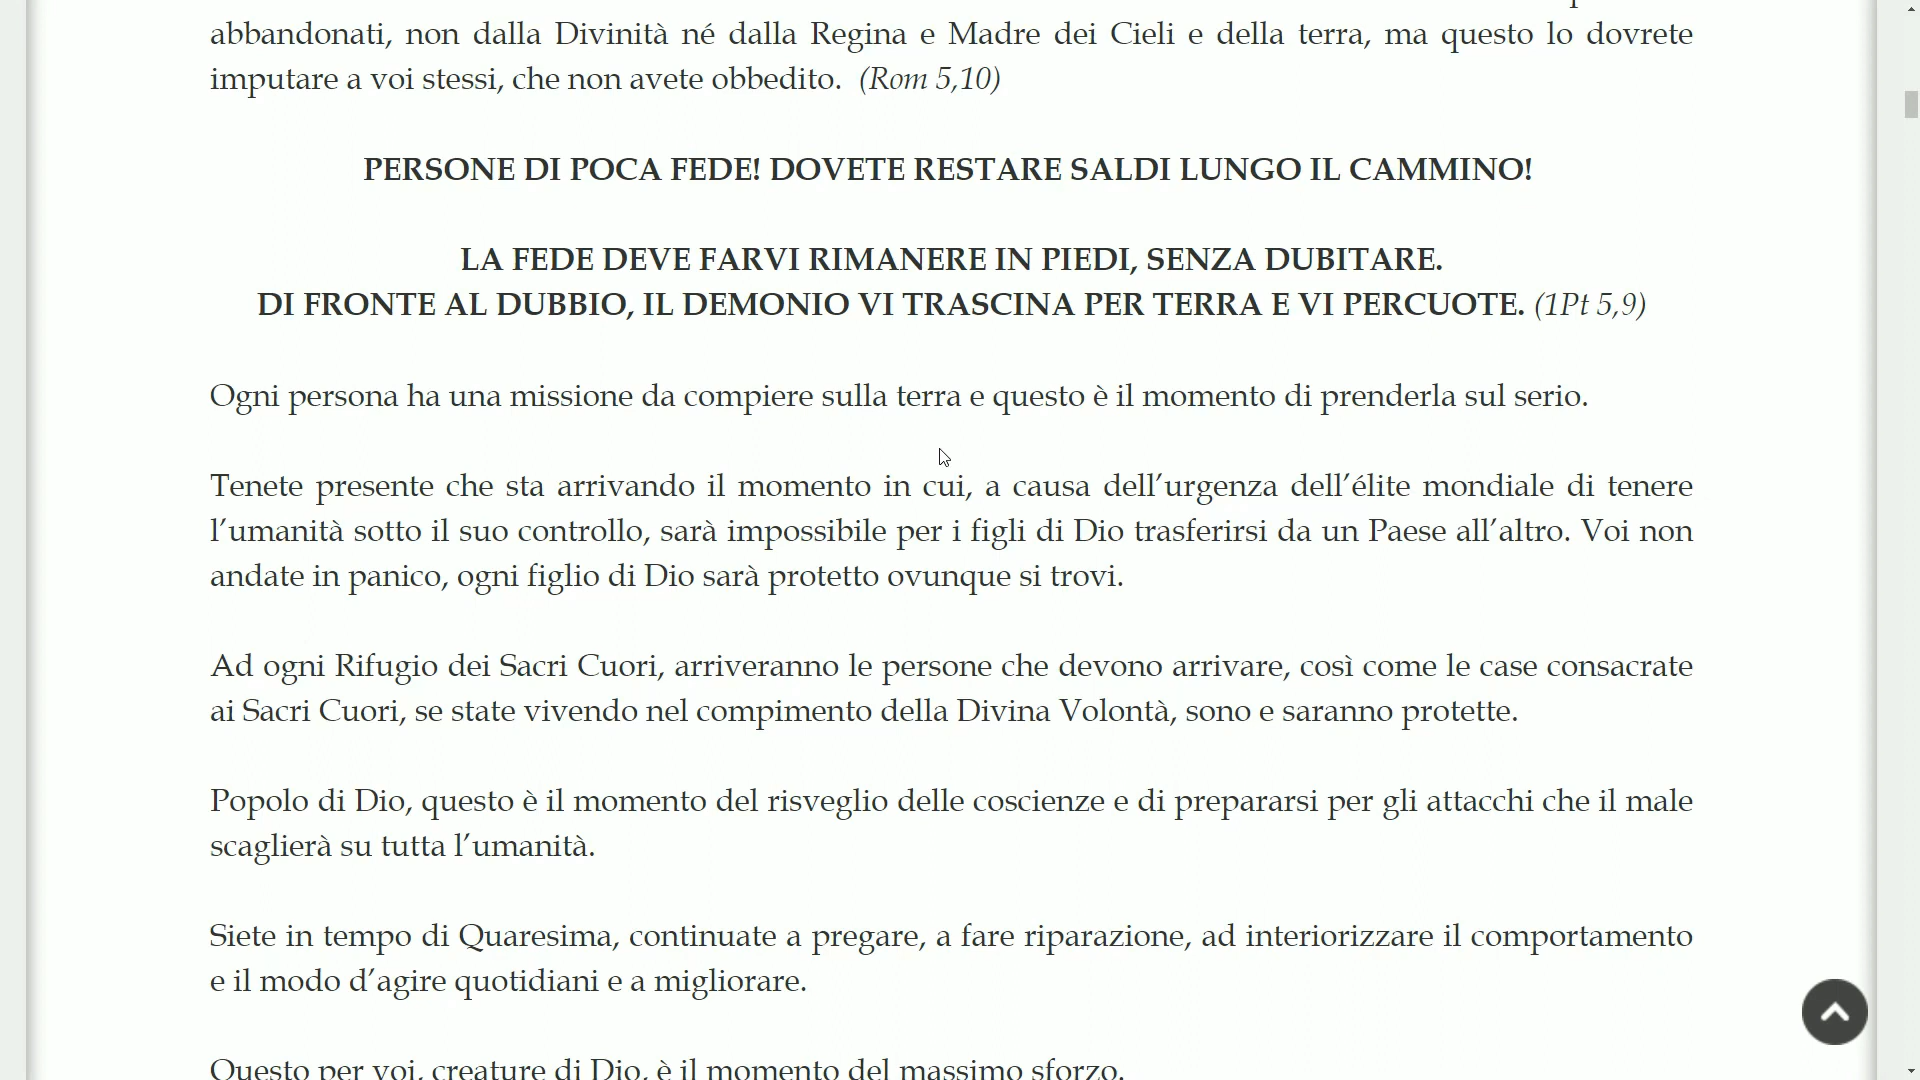 abbandonati, non dalla Divinità né dalla Regina e Madre dei Cieli e della terra, ma questo lo dovrete
imputare a voi stessi, che non avete obbedito. (Rom 5,10)
PERSONE DI POCA FEDE! DOVETE RESTARE SALDI LUNGO IL CAMMINO!
LA FEDE DEVE FARVI RIMANERE IN PIEDI, SENZA DUBITARE.
DI FRONTE AL DUBBIO, IL DEMONIO VI TRASCINA PER TERRA E VI PERCUOTE. (1Pt 5,9)
Ogni persona ha una missione da compiere sulla terra e questo è il momento di prenderla sul serio.
Tenete presente che sta arrivando il momento in cui, a causa dell’urgenza dell’élite mondiale di tenere
l’umanità sotto il suo controllo, sarà impossibile per i figli di Dio trasferirsi da un Paese all’altro. Voi non
andate in panico, ogni figlio di Dio sarà protetto ovunque si trovi.
Ad ogni Rifugio dei Sacri Cuori, arriveranno le persone che devono arrivare, così come le case consacrate
ai Sacri Cuori, se state vivendo nel compimento della Divina Volontà, sono e saranno protette.
Popolo di Dio, questo è il momento del risveglio delle coscienze e di prepararsi per gli attacchi che il male
scaglierà su tutta l’umanità.
Siete in tempo di Quaresima, continuate a pregare, a fare riparazione, ad interiorizzare il comportamento
e il modo d’agire quotidiani e a migliorare.
Questo per voi, creature di Dio, è il momento del massimo sforzo.